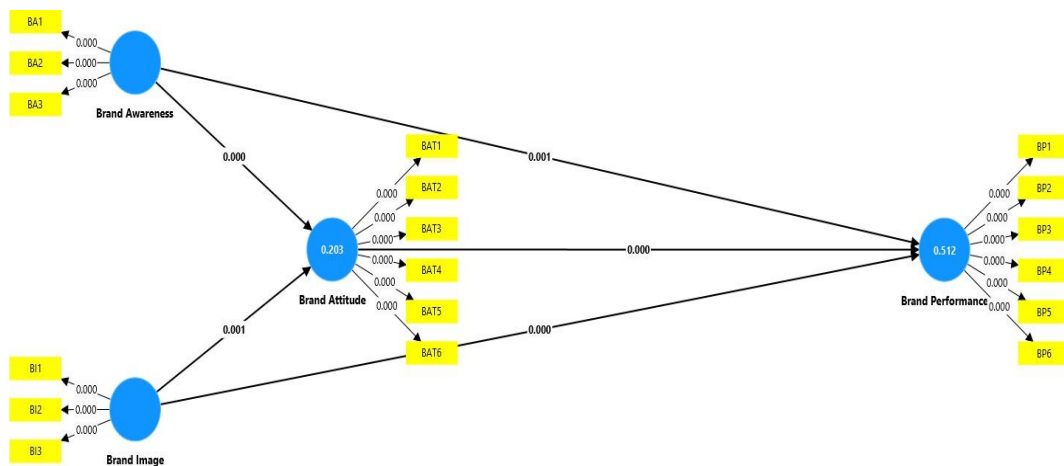 BA1
0.000
BA2
0.000
0.000
BA3
Brand Awareness
0.000
0.001
BAT1
0.000
BAT2
0.000
BAT3
0.000
0.203
0.000
BAT4
0.000
Brand Attitude
0.000
BAT5
0.000
BAT6
0.000
BP1
0.000
BP2
0.000
BP3
0.000
0.512
BP4
0.000
Brand Performance
0.000
BP5
0.000
BP6
0.001
0.000
BI1
0.000
BI2
0.000
0.000
BI3
Brand Image